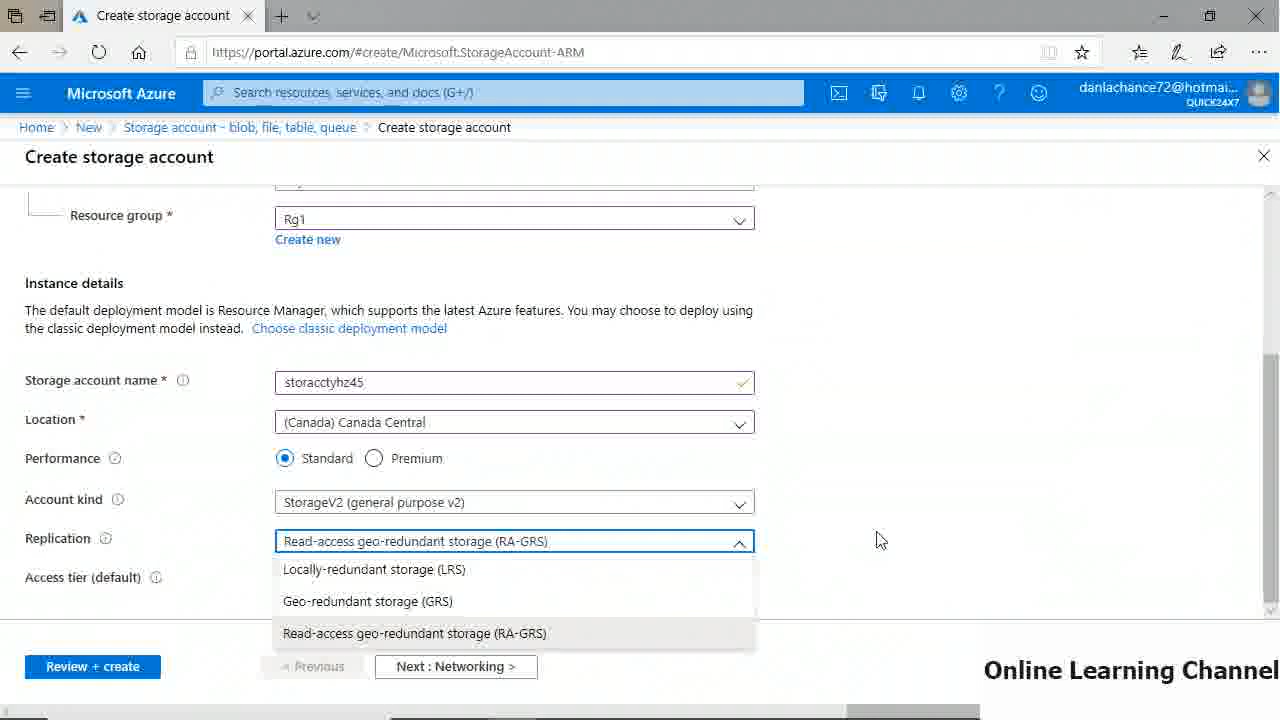 Create storage account
https://portal.azure.com/#create/Microsoft.StorageAccount-ARM
Microsoft Azure
Search resources, services, and docs (G+/)
danlachance72@hotmai...
QUICK24X7
Home > New > Storage account - blob, file, table, queue > Create storage account
Create storage account
Resource group *
Rg1
Create new
Instance details
The default deployment model is Resource Manager, which supports the latest Azure features. You may choose to deploy using
the classic deployment model instead. Choose classic deployment model
Storage account name *
storacctyhz45
Location *
(Canada) Canada Central
Performance
Standard
Premium
Account kind
StorageV2 (general purpose v2)
Replication
Read-access geo-redundant storage (RA-GRS)
Locally-redundant storage (LRS)
Access tier (default)
Geo-redundant storage (GRS)
Read-access geo-redundant storage (RA-GRS)
Review + create
< Previous
Next : Networking >
Online Learning Channel